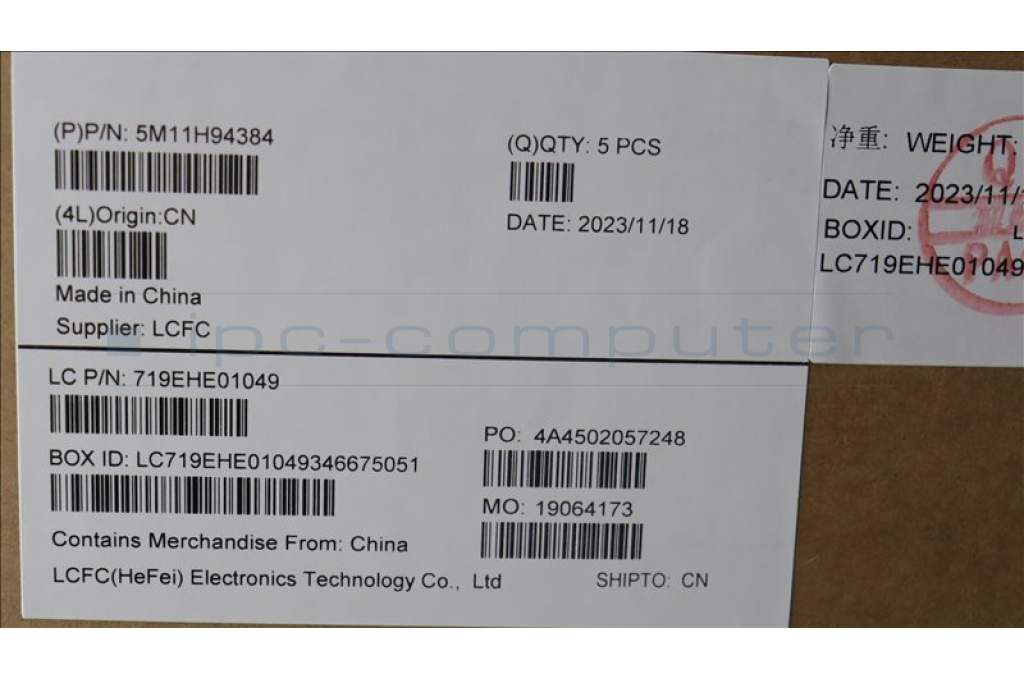 (P)P/N: 5M11H94384
(Q)QTY: 5 PCS
(4L)Origin:CN
DATE: 2023/11/18
Made in China
Supplier: LCFC
净重: WEIGHT:
DATE: 2023/11/
BOXID:
LC719EHE01049
ipc-computer
LC P/N: 719EHE01049
PO: 4A4502057248
BOX ID: LC719EHE01049346675051
MO: 19064173
Contains Merchandise From: China
LCFC(HeFei) Electronics Technology Co., Ltd
SHIPTO: CN